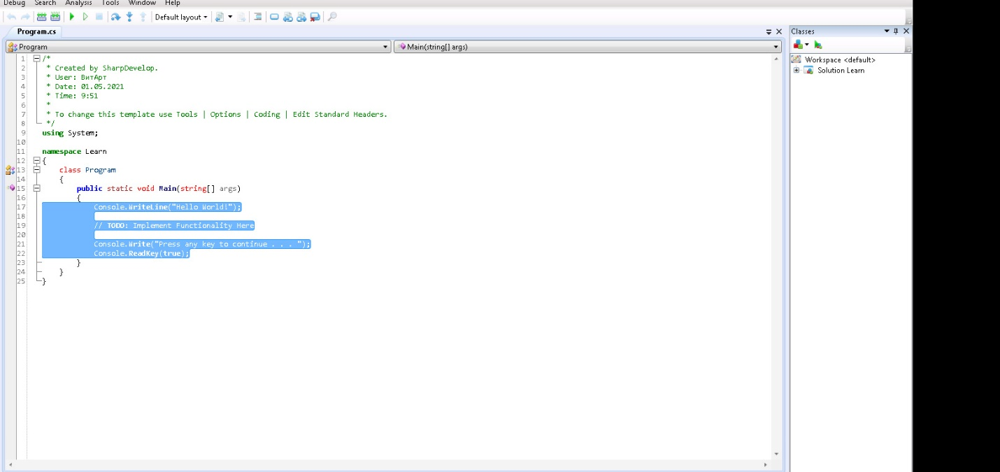 Debug Search Analysis Tools Window Help
Default layout
Program.cs
Classes
Program
Main(string[] args)
Workspace <default>
Solution Learn
1 /*
2  * Created by SharpDevelop.
3  * User: ВитАрт
4  * Date: 01.05.2021
5  * Time: 9:51
6  *
7  * To change this template use Tools | Options | Coding | Edit Standard Headers.
8  */
9 using System;
10
11 namespace Learn
12 {
13     class Program
14     {
15         public static void Main(string[] args)
16         {
17             Console.WriteLine("Hello World!");
18
19             // TODO: Implement Functionality Here
20
21             Console.Write("Press any key to continue . . . ");
22             Console.ReadKey(true);
23         }
24     }
25 }